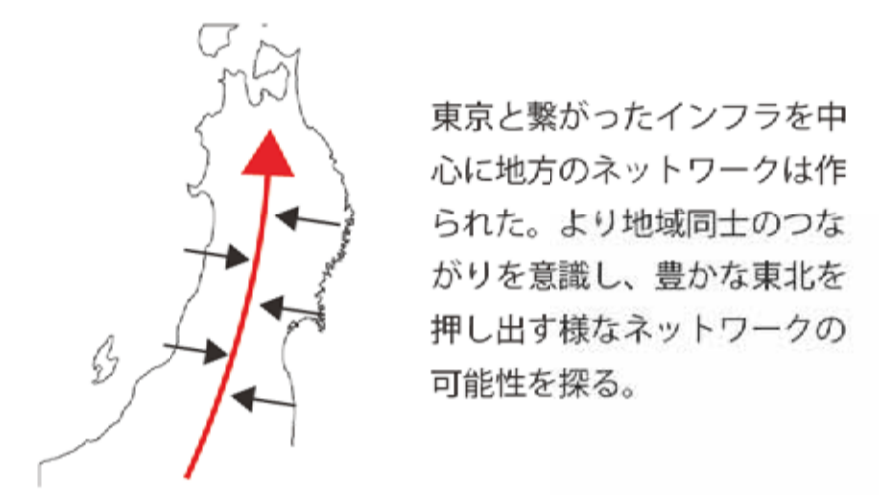 東京と繋がったインフラを中
心に地方のネットワークは作
られた。より地域同士のつな
がりを意識し、豊かな東北を
押し出す様なネットワークの
可能性を探る。